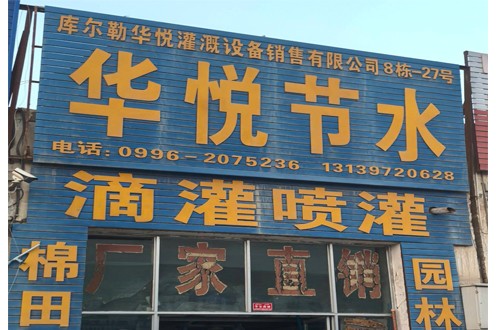 库尔勒华悦灌溉设备销售有限公司8栋-27号
华悦节水
电话:0996-2075236 13139720628
滴灌喷灌
棉田
厂家直销
园林